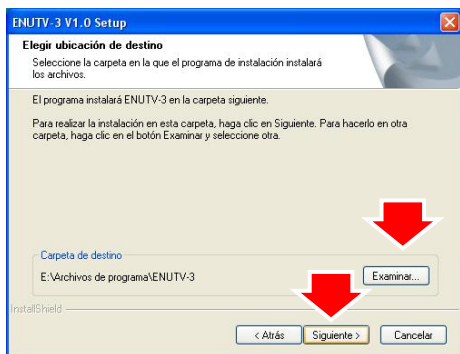 ENUTV-3 V1.0 Setup
Elegir ubicación de destino
Seleccione la carpeta en la que el programa de instalación instalará
los archivos.
El programa instalará ENUTV-3 en la carpeta siguiente.
Para realizar la instalación en esta carpeta, haga clic en Siguiente. Para hacerlo en otra
carpeta, haga clic en el botón Examinar y seleccione otra.
Carpeta de destino
E:\Archivos de programa\ENUTV-3
Examinar...
InstallShield
< Atrás
Siguiente >
Cancelar